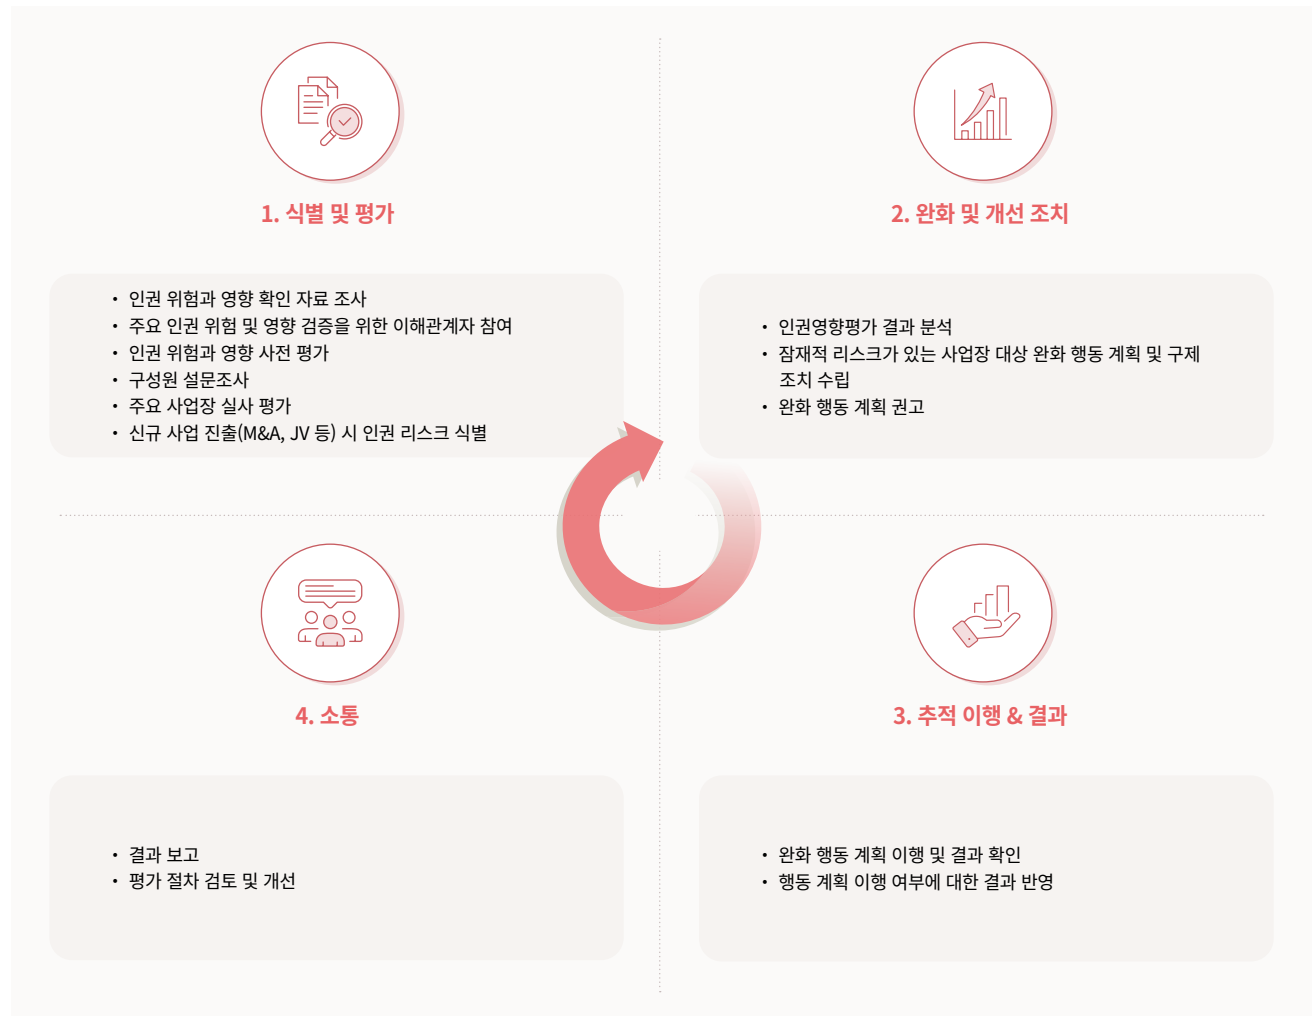 1. 식별 및 평가
• 인권 위험과 영향 확인 자료 조사
• 주요 인권 위험 및 영향 검증을 위한 이해관계자 참여
• 인권 위험과 영향 사전 평가
• 구성원 설문조사
• 주요 사업장 실사 평가
• 신규 사업 진출(M&A, JV 등) 시 인권 리스크 식별
2. 완화 및 개선 조치
• 인권영향평가 결과 분석
• 잠재적 리스크가 있는 사업장 대상 완화 행동 계획 및 구제
조치 수립
• 완화 행동 계획 권고
3. 추적 이행 & 결과
• 완화 행동 계획 이행 및 결과 확인
• 행동 계획 이행 여부에 대한 결과 반영
4. 소통
• 결과 보고
• 평가 절차 검토 및 개선